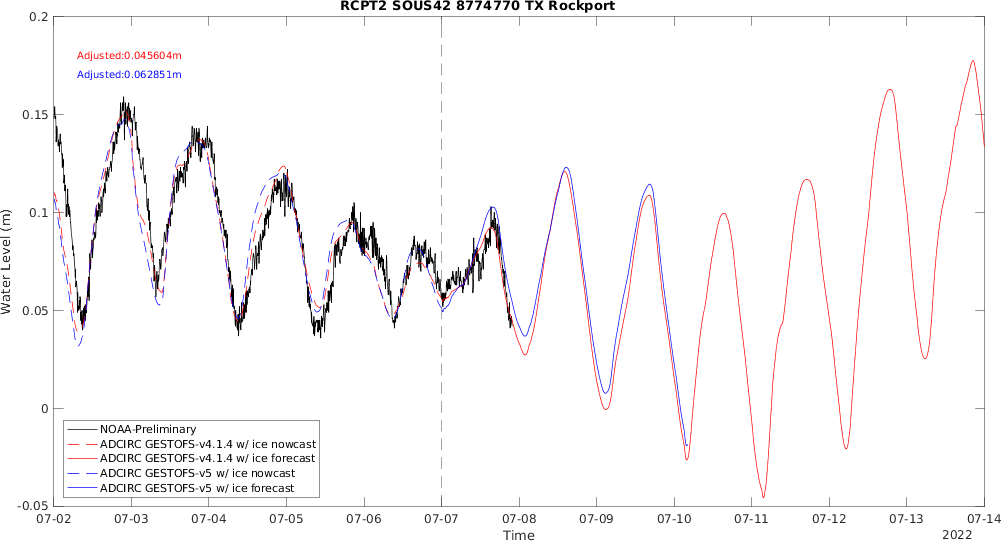 RCPT2 SOUS42 8774770 TX Rockport
0.2
Adjusted:0.045604m
Adjusted:0.062851m
0.15
0.1
Water Level (m)
0.05
0
NOAA-Preliminary
ADCIRC GESTOFS-v4.1.4 w/ ice nowcast
ADCIRC GESTOFS-v4.1.4 w/ ice forecast
ADCIRC GESTOFS-v5 w/ ice nowcast
ADCIRC GESTOFS-v5 w/ ice forecast
-0.05
07-02 07-03 07-04 07-05 07-06 07-07 07-08 07-09 07-10 07-11 07-12 07-13 07-14
Time
2022